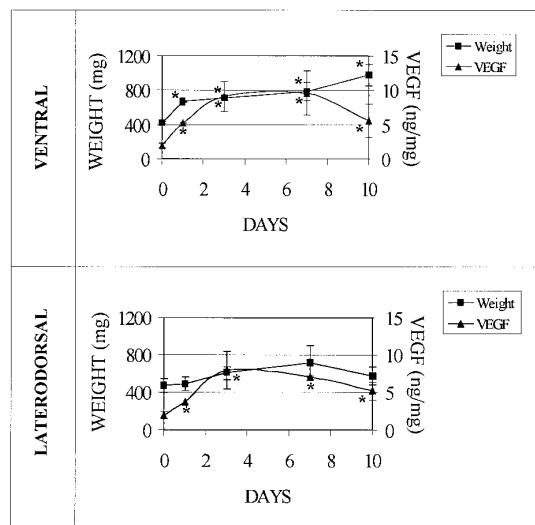 VENTRAL
WEIGHT (mg)
1200
800
400
0
0 2 4 6 8 10
DAYS
15
10
5
0
VEGF (ng/mg)
Weight
VEGF
* * * * * * * * *
LATERODORSAL
WEIGHT (mg)
1200
800
400
0
0 2 4 6 8 10
DAYS
15
10
5
0
VEGF (ng/mg)
Weight
VEGF
* * * *